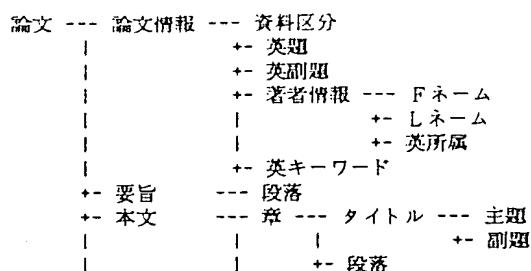 論文 --- 論文情報 --- 資料区分
| +- 英題
| +- 英副題
| +- 著者情報 --- Fネーム
| | +- Lネーム
| | +- 英所属
| +- 英キーワード
+- 要旨 --- 段落
+- 本文 --- 章 --- タイトル --- 主題
| | | +- 副題
| | +- 段落